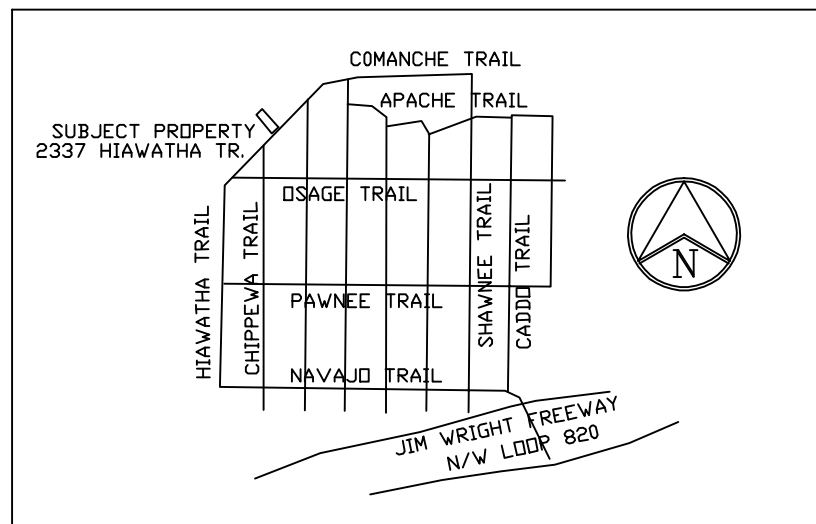 COMANCHE TRAIL
APACHE TRAIL
SUBJECT PROPERTY
2337 HIAWATHA TR.
OSAGE TRAIL
HIAWATHA TRAIL
CHIPPEWA TRAIL
SHAWNEE TRAIL
CADDO TRAIL
N
PAWNEE TRAIL
NAVAJO TRAIL
JIM WRIGHT FREEWAY
N/W LOOP 820